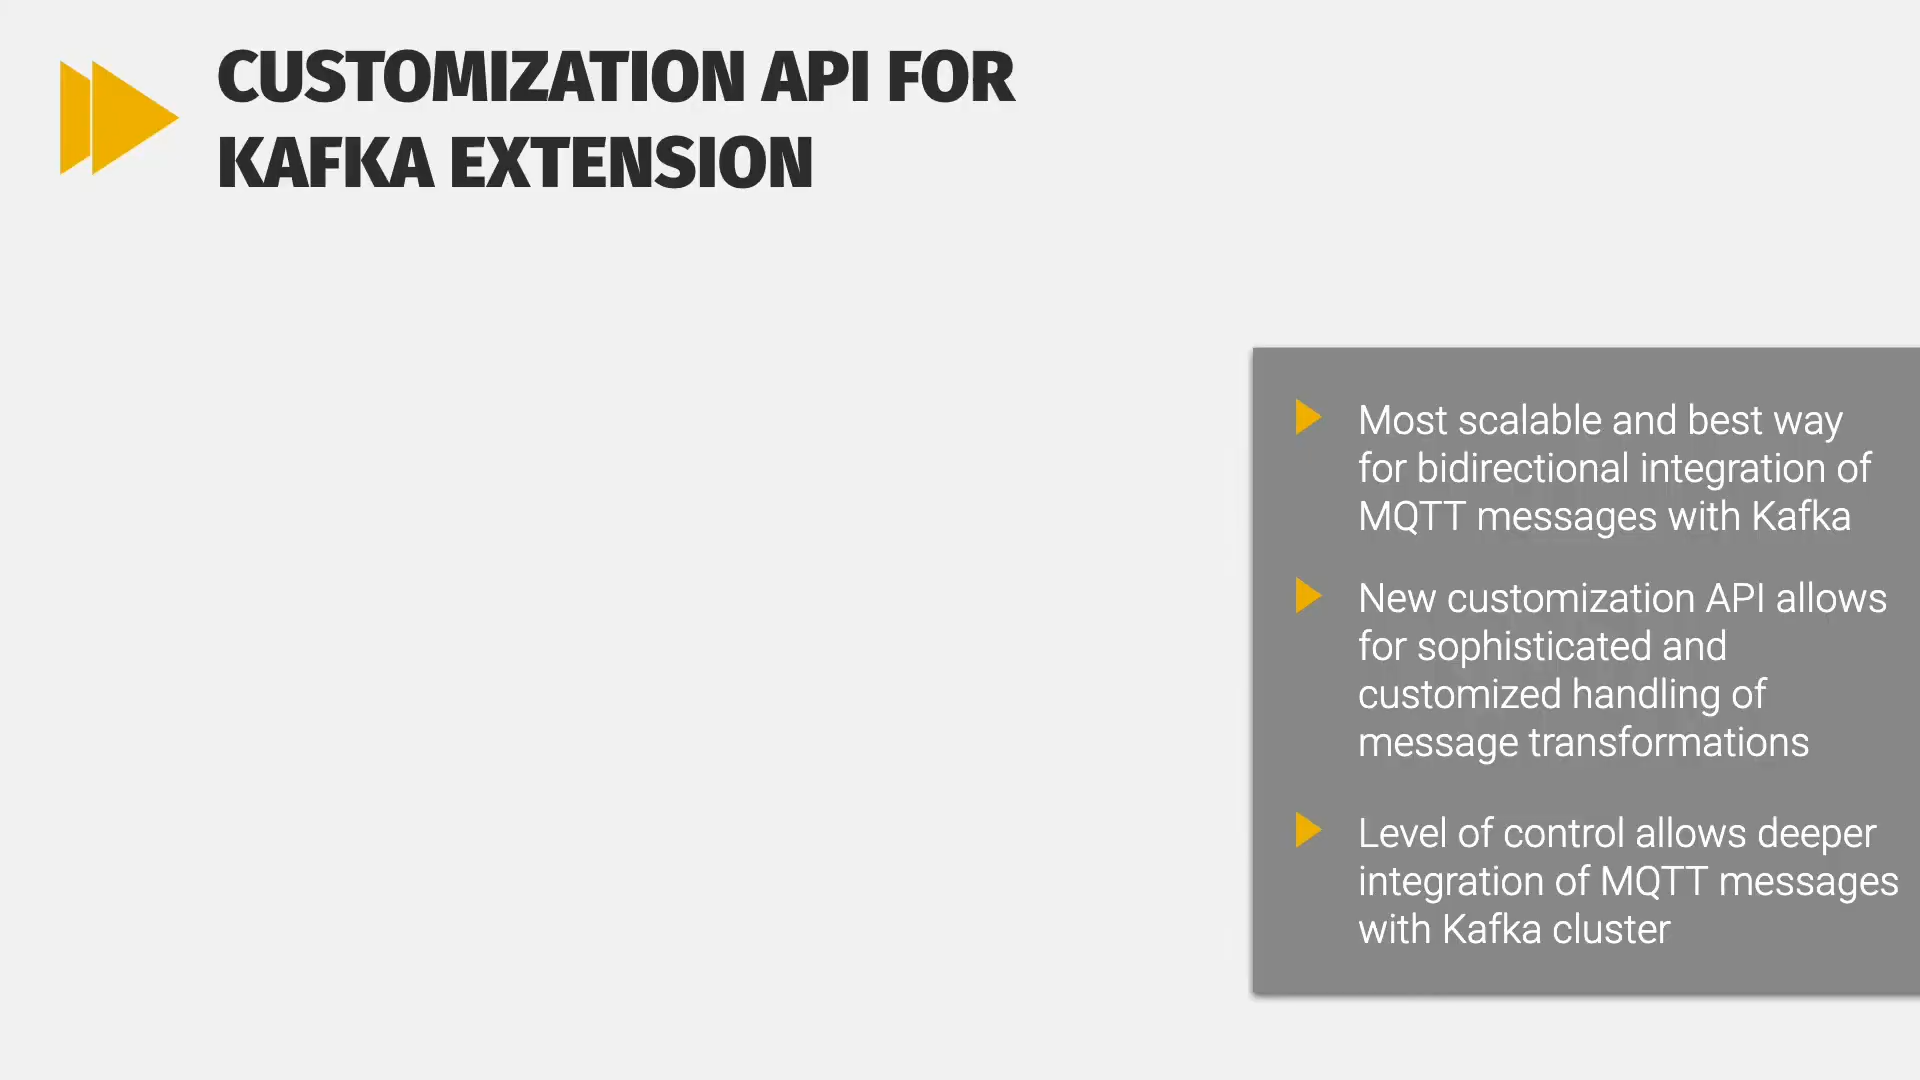 CUSTOMIZATION API FOR
KAFKA EXTENSION
Most scalable and best way
for bidirectional integration of
MQTT messages with Kafka
New customization API allows
for sophisticated and
customized handling of
message transformations
Level of control allows deeper
integration of MQTT messages
with Kafka cluster